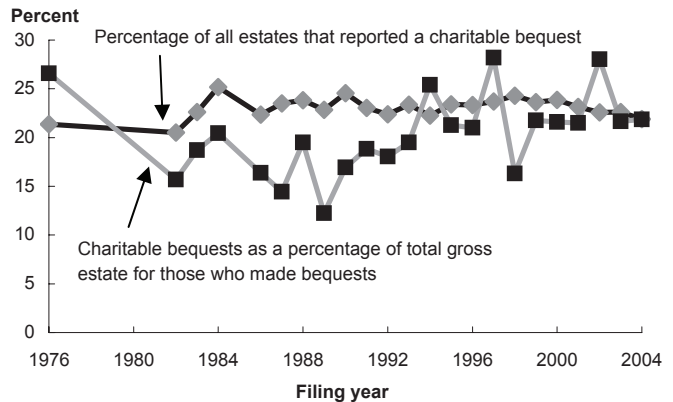 Percent
30
Percentage of all estates that reported a charitable bequest
25
20
15
10
Charitable bequests as a percentage of total gross
estate for those who made bequests
5
0
1976 1980 1984 1988 1992 1996 2000 2004
Filing year